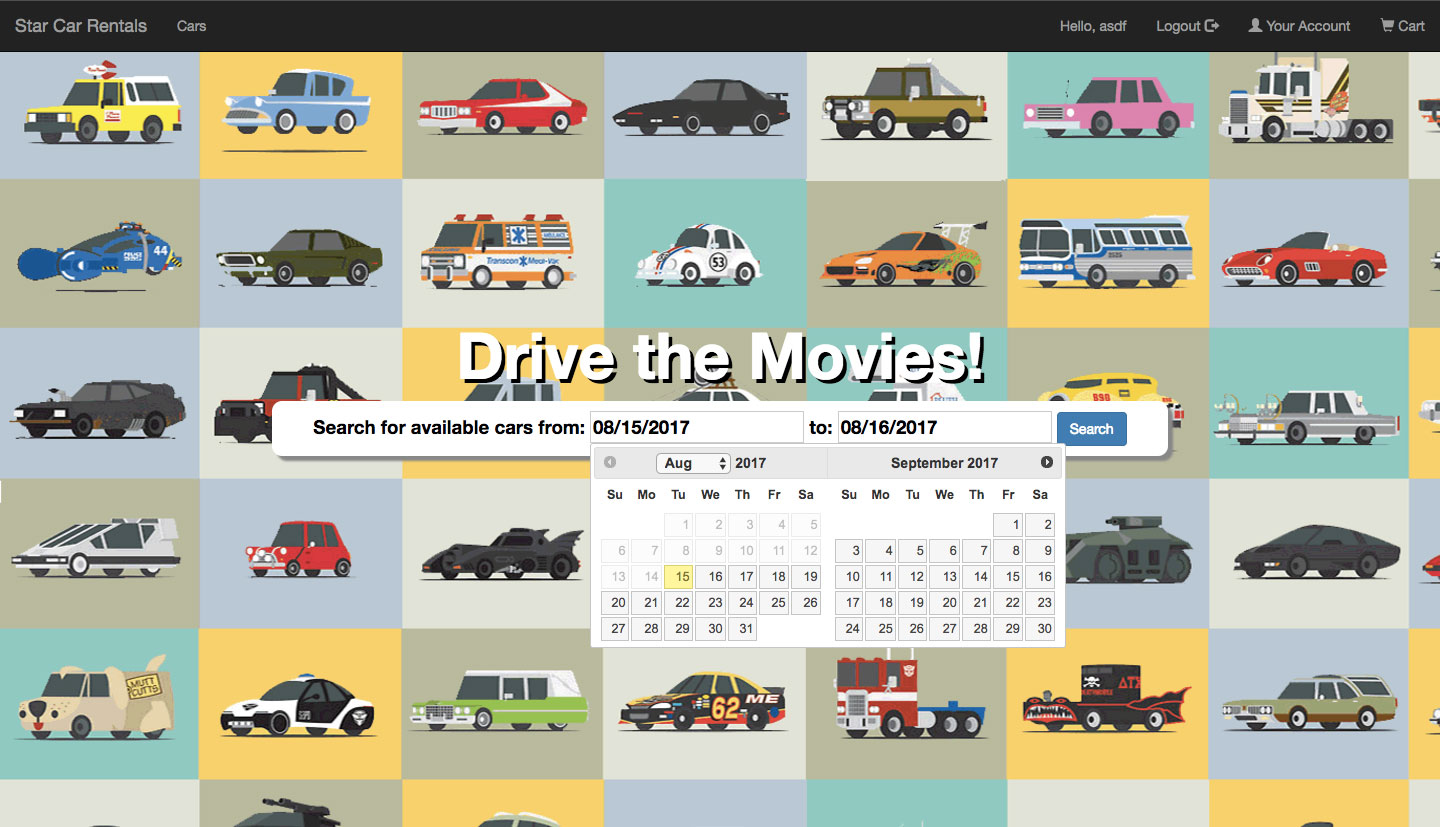 Star Car Rentals Cars Hello, asdf Logout Your Account Cart
44
POLICE
AMBULANCE
Transcon Medi-Vac
53
2525
Drive the Movies!
BSD
Search for available cars from: 08/15/2017 to: 08/16/2017 Search
Aug 2017 September 2017
Su Mo Tu We Th Fr Sa Su Mo Tu We Th Fr Sa
1 2 3 4 5 1 2
6 7 8 9 10 11 12 3 4 5 6 7 8 9
13 14 15 16 17 18 19 10 11 12 13 14 15 16
20 21 22 23 24 25 26 17 18 19 20 21 22 23
27 28 29 30 31 24 25 26 27 28 29 30
MUTT
CUTTS
SFPD
62 ME
ATX